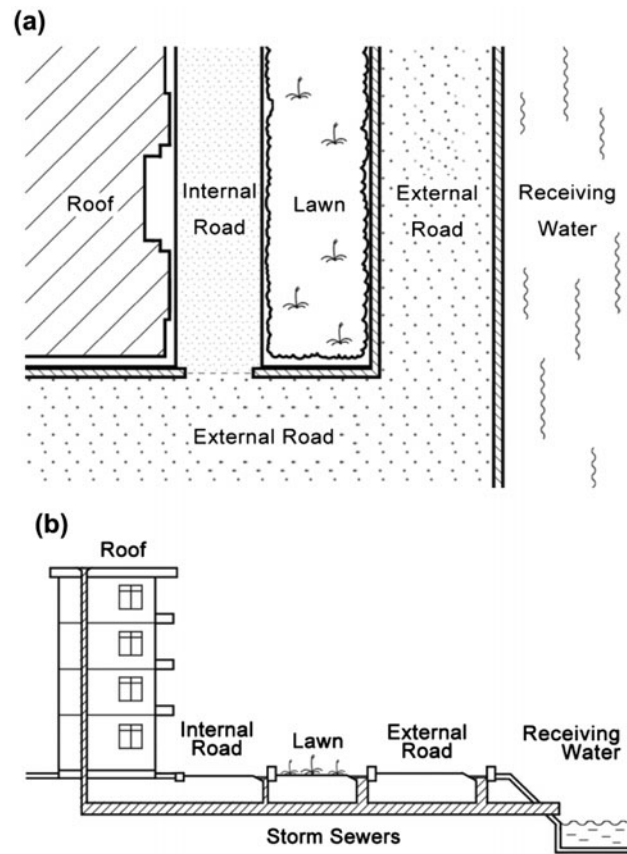 (a)
Roof
Internal
Road
Lawn
External
Road
Receiving
Water
External Road
(b)
Roof
Internal
Road
Lawn
External
Road
Receiving
Water
Storm Sewers